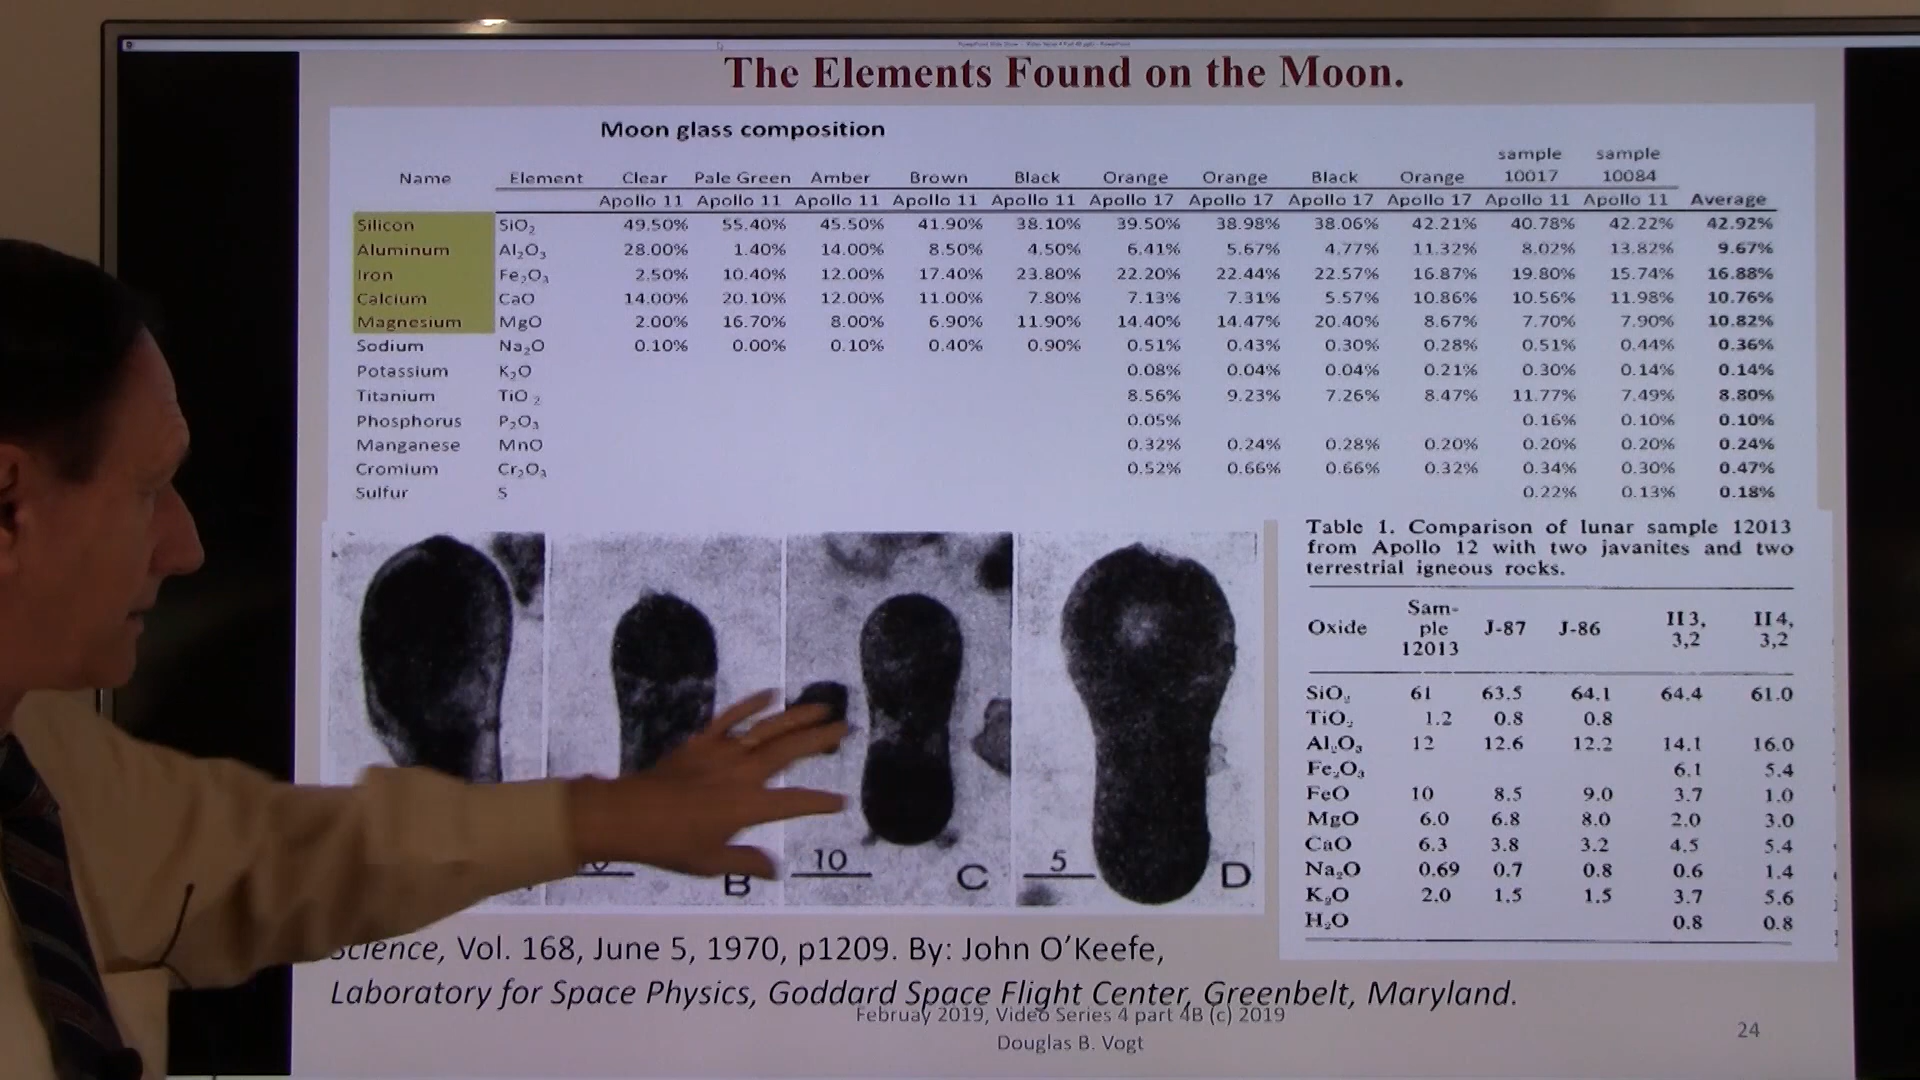 The Elements Found on the Moon.
Moon glass composition
sample sample
Name Element Clear Pale Green Amber Brown Black Orange Orange Black Orange 10017 10084
Apollo 11 Apollo 11 Apollo 11 Apollo 11 Apollo 11 Apollo 17 Apollo 17 Apollo 17 Apollo 17 Apollo 11 Apollo 11 Average
Silicon SiO₂ 49.50% 55.40% 45.50% 41.90% 38.10% 39.50% 38.98% 38.06% 42.21% 40.78% 42.22% 42.92%
Aluminum Al₂O₃ 28.00% 1.40% 14.00% 8.50% 4.50% 6.41% 5.67% 4.77% 11.32% 8.02% 13.82% 9.67%
Iron Fe₂O₃ 2.50% 10.40% 12.00% 17.40% 23.80% 22.20% 22.44% 22.57% 16.87% 19.80% 15.74% 16.88%
Calcium CaO 14.00% 20.10% 12.00% 11.00% 7.80% 7.13% 7.31% 5.57% 10.86% 10.56% 11.98% 10.76%
Magnesium MgO 2.00% 16.70% 8.00% 6.90% 11.90% 14.40% 14.47% 20.40% 8.67% 7.70% 7.90% 10.82%
Sodium Na₂O 0.10% 0.00% 0.10% 0.40% 0.90% 0.51% 0.43% 0.30% 0.28% 0.51% 0.44% 0.36%
Potassium K₂O 0.08% 0.04% 0.04% 0.21% 0.30% 0.14% 0.14%
Titanium TiO₂ 8.56% 9.23% 7.26% 8.47% 11.77% 7.49% 8.80%
Phosphorus P₂O₃ 0.05% 0.16% 0.10% 0.10%
Manganese MnO 0.32% 0.24% 0.28% 0.20% 0.20% 0.20% 0.24%
Cromium Cr₂O₃ 0.52% 0.66% 0.66% 0.32% 0.34% 0.30% 0.47%
Sulfur S 0.22% 0.13% 0.18%
B
10 C
5 D
Table 1. Comparison of lunar sample 12013
from Apollo 12 with two javanites and two
terrestrial igneous rocks.
Sam- II 3, II 4,
Oxide ple J-87 J-86 3,2 3,2
12013
SiO₂ 61 63.5 64.1 64.4 61.0
TiO₂ 1.2 0.8 0.8
Al₂O₃ 12 12.6 12.2 14.1 16.0
Fe₂O₃ 6.1 5.4
FeO 10 8.5 9.0 3.7 1.0
MgO 6.0 6.8 8.0 2.0 3.0
CaO 6.3 3.8 3.2 4.5 5.4
Na₂O 0.69 0.7 0.8 0.6 1.4
K₂O 2.0 1.5 1.5 3.7 5.6
H₂O 0.8 0.8
Science, Vol. 168, June 5, 1970, p1209. By: John O'Keefe,
Laboratory for Space Physics, Goddard Space Flight Center, Greenbelt, Maryland.
Februay 2019, Video Series 4 part 4B (c) 2019
Douglas B. Vogt
24